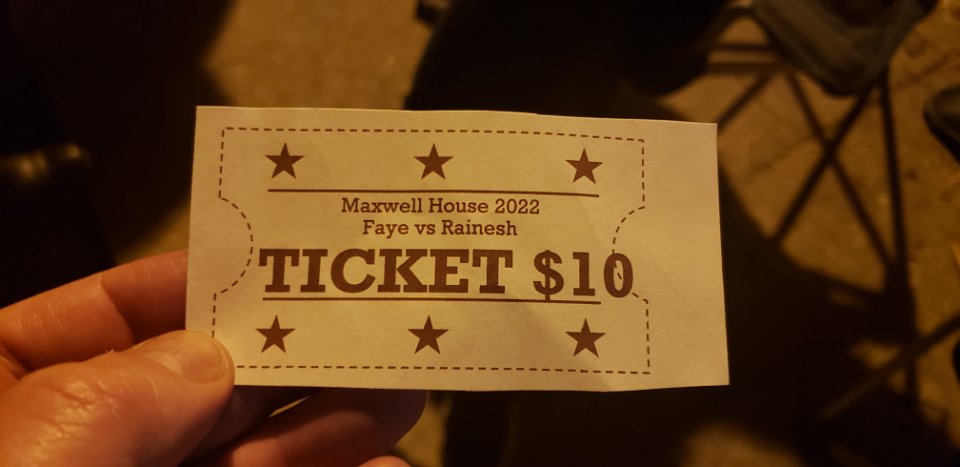 Maxwell House 2022
Faye vs Rainesh
TICKET $10